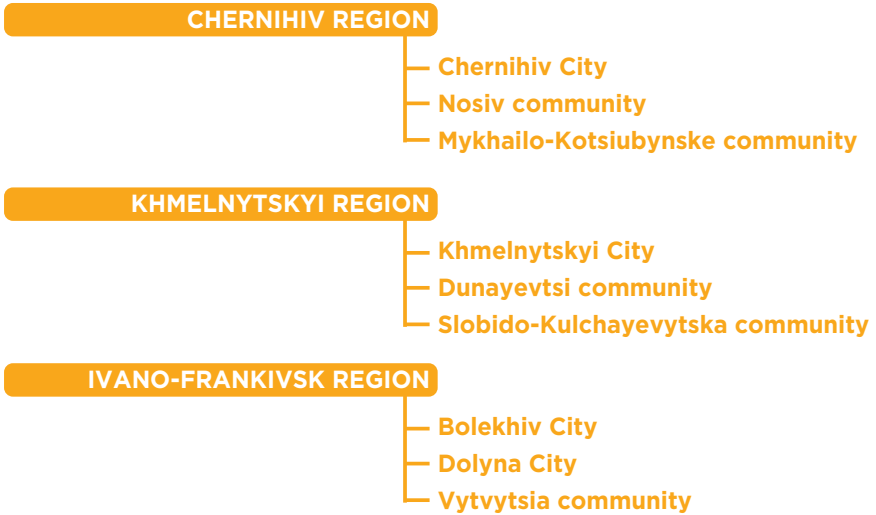 CHERNIHIV REGION
Chernihiv City
Nosiv community
Mykhailo-Kotsiubynske community
KHMELNYTSKYI REGION
Khmelnytskyi City
Dunayevtsi community
Slobido-Kulchayevytska community
IVANO-FRANKIVSK REGION
Bolekhiv City
Dolyna City
Vytvytsia community